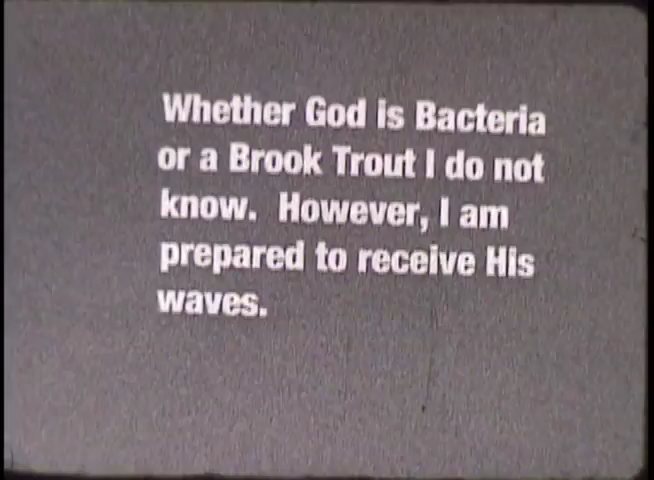 Whether God is Bacteria
or a Brook Trout I do not
know.  However, I am
prepared to receive His
waves.